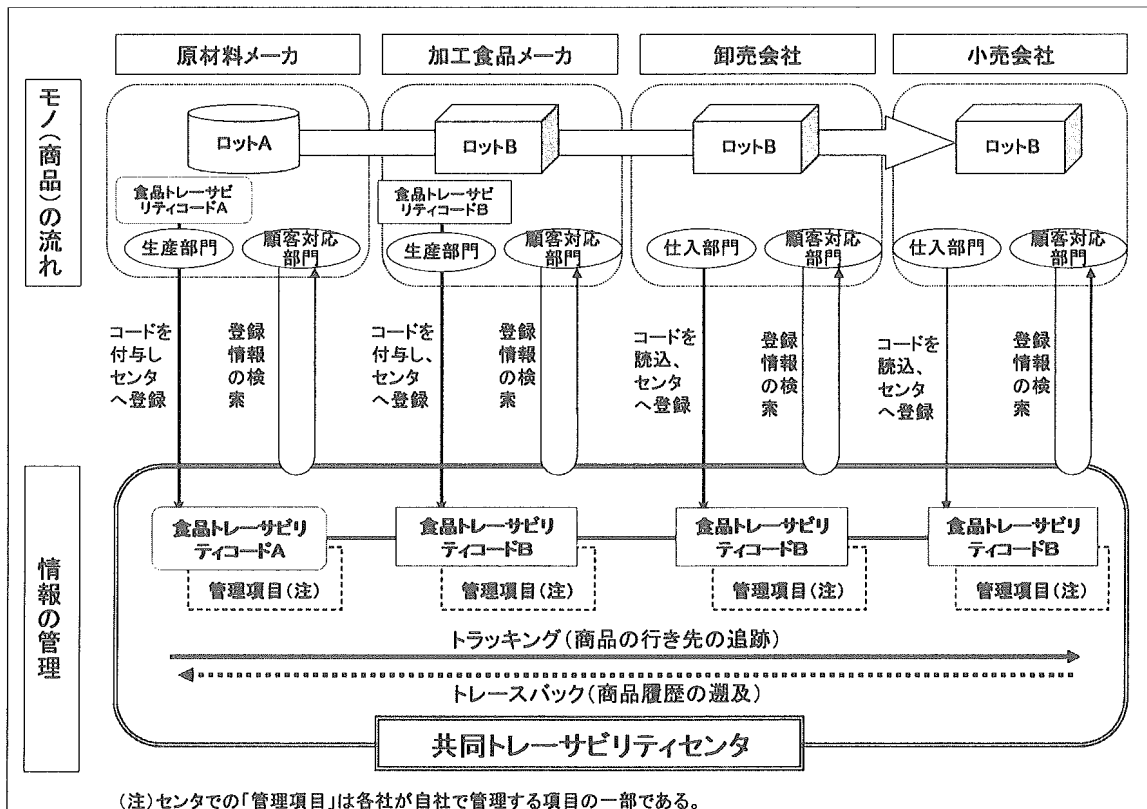 原材料メーカ
加工食品メーカ
卸売会社
小売会社
モノ(商品)の流れ
ロットA
ロットB
ロットB
ロットB
食品トレーサビ
リティコードA
食品トレーサビ
リティコードB
生産部門
顧客対応
部門
生産部門
顧客対応
部門
仕入部門
顧客対応
部門
仕入部門
顧客対応
部門
コードを
付与し
センタ
へ登録
登録
情報
の検
索
コードを
付与し、
センタ
へ登録
登録
情報
の検
索
コードを
読込、
センタ
へ登録
登録
情報
の検
索
コードを
読込、
センタ
へ登録
登録
情報
の検
索
情報の管理
食品トレーサビリ
ティコードA
食品トレーサビリ
ティコードB
食品トレーサビリ
ティコードB
食品トレーサビリ
ティコードB
管理項目(注)
管理項目(注)
管理項目(注)
管理項目(注)
トラッキング(商品の行き先の追跡)
トレースバック(商品履歴の遡及)
共同トレーサビリティセンタ
(注)センタでの「管理項目」は各社が自社で管理する項目の一部である。